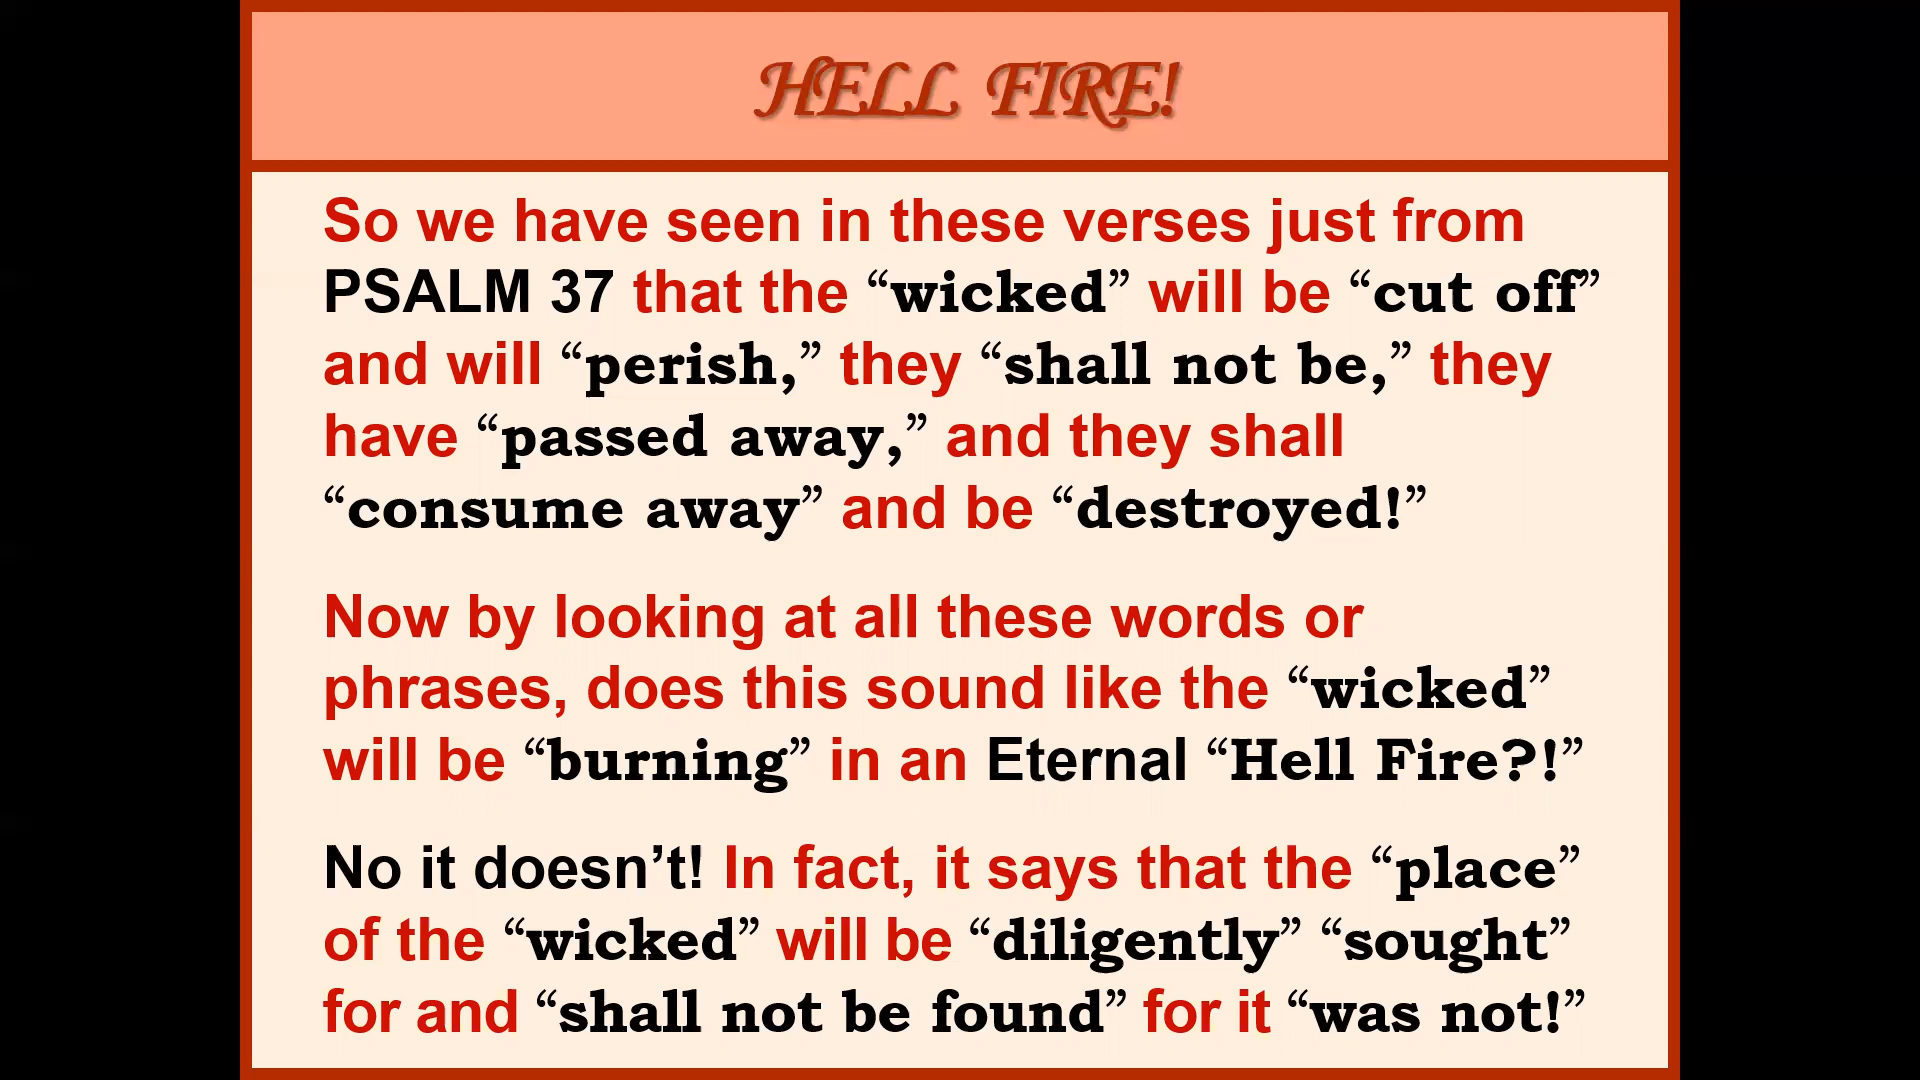 HELL FIRE!
So we have seen in these verses just from
PSALM 37 that the “wicked” will be “cut off”
and will “perish,” they “shall not be,” they
have “passed away,” and they shall
“consume away” and be “destroyed!”
Now by looking at all these words or
phrases, does this sound like the “wicked”
will be “burning” in an Eternal “Hell Fire?!”
No it doesn’t! In fact, it says that the “place”
of the “wicked” will be “diligently” “sought”
for and “shall not be found” for it “was not!”